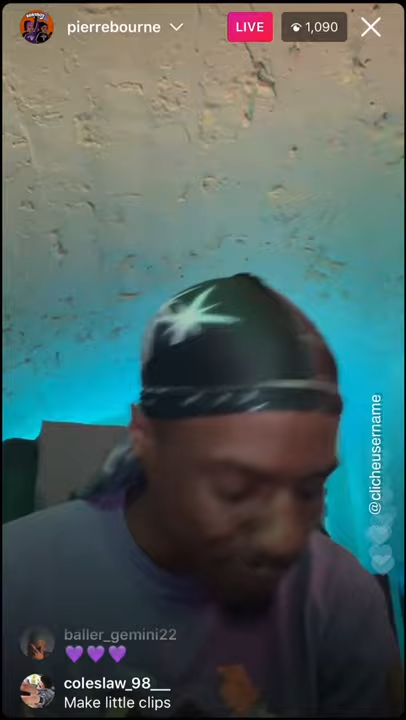 pierrebourne
LIVE
1,090
@clicheusername
baller_gemini22
💜💜💜
coleslaw_98___
Make little clips